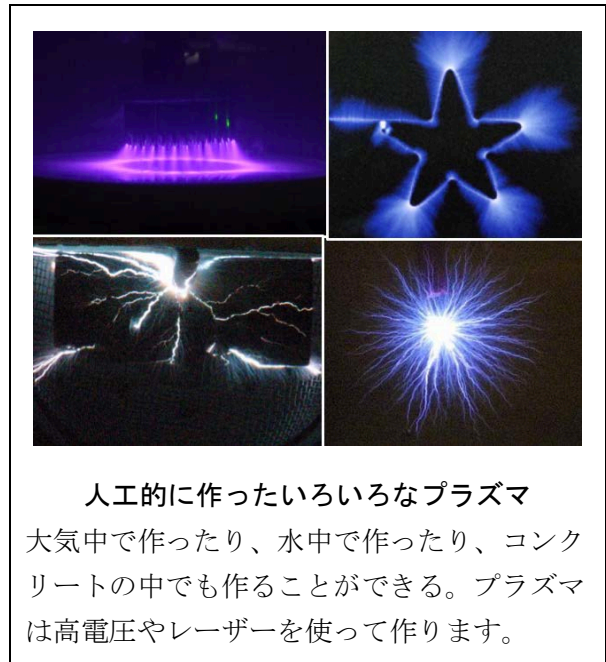 人工的に作ったいろいろなプラズマ
大気中で作ったり、水中で作ったり、コンク
リートの中でも作ることができる。プラズマ
は高電圧やレーザーを使って作ります。